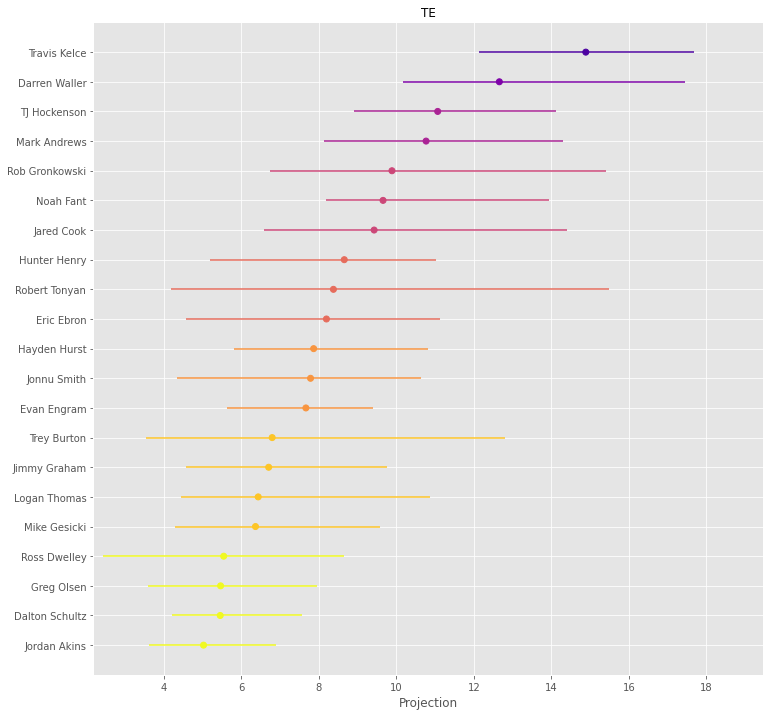 TE
Travis Kelce
Darren Waller
TJ Hockenson
Mark Andrews
Rob Gronkowski
Noah Fant
Jared Cook
Hunter Henry
Robert Tonyan
Eric Ebron
Hayden Hurst
Jonnu Smith
Evan Engram
Trey Burton
Jimmy Graham
Logan Thomas
Mike Gesicki
Ross Dwelley
Greg Olsen
Dalton Schultz
Jordan Akins
4 6 8 10 12 14 16 18
Projection